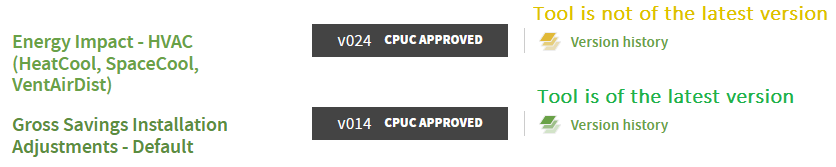 Tool is not of the latest version
Energy Impact - HVAC
(HeatCool, SpaceCool,
VentAirDist)
v024 CPUC APPROVED
Version history
Tool is of the latest version
Gross Savings Installation
Adjustments - Default
v014 CPUC APPROVED
Version history